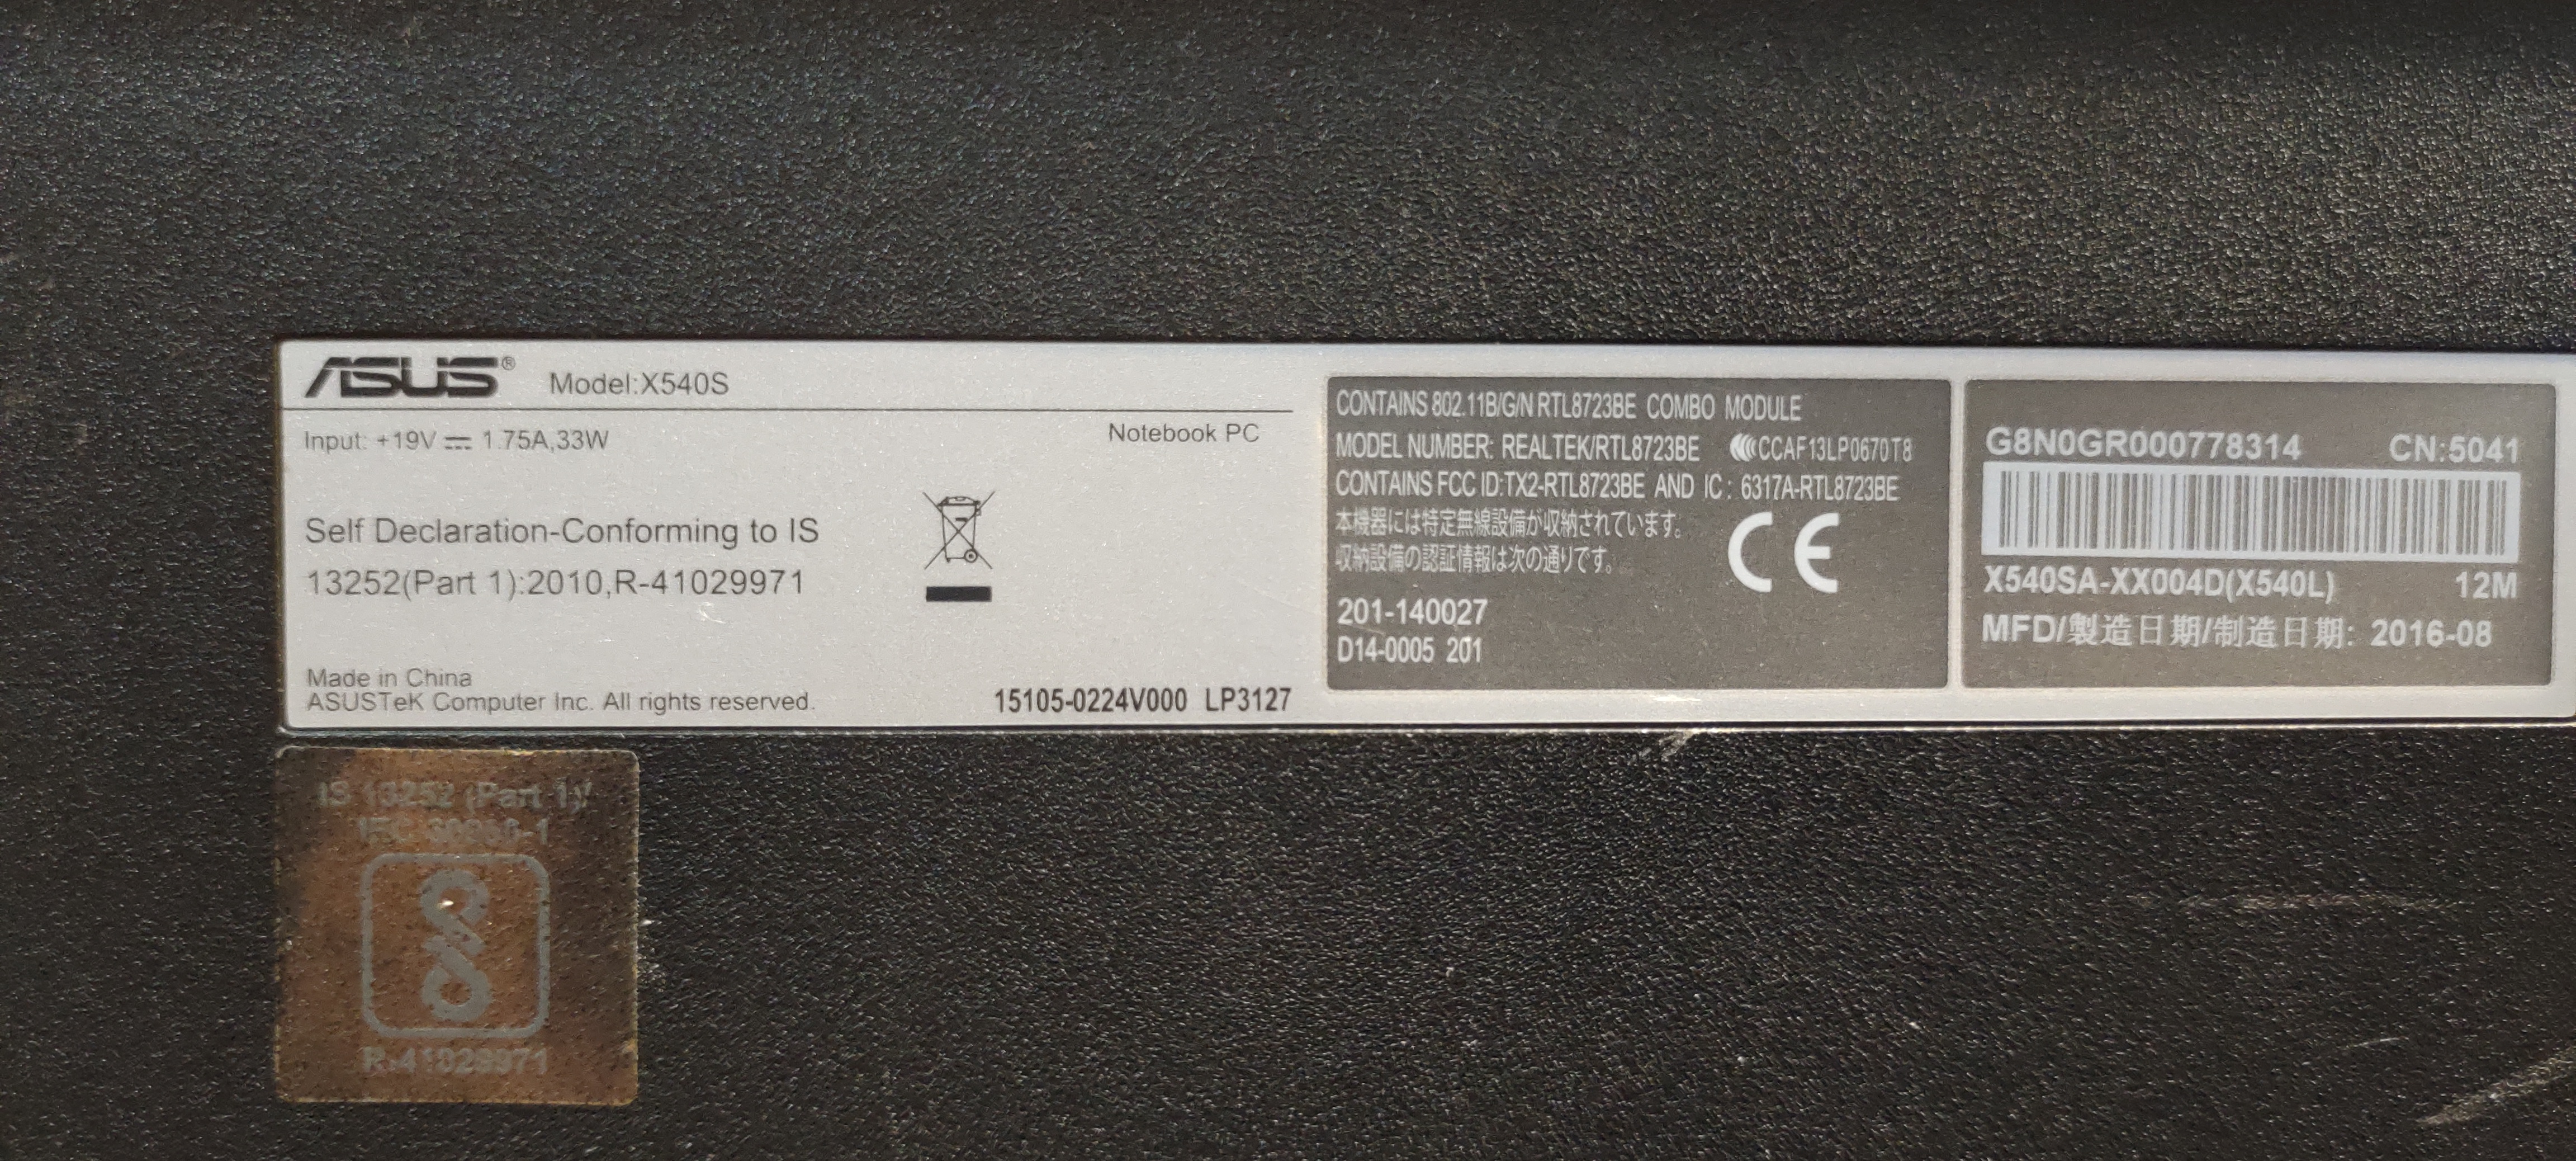 ASUS® Model:X540S
Input: +19V ⎓ 1.75A,33W
Notebook PC
Self Declaration-Conforming to IS
13252(Part 1):2010,R-41029971
Made in China
ASUSTeK Computer Inc. All rights reserved.
15105-0224V000 LP3127
CONTAINS 802.11B/G/N RTL8723BE COMBO MODULE
MODEL NUMBER: REALTEK/RTL8723BE CCAF13LP0670T8
CONTAINS FCC ID:TX2-RTL8723BE AND IC: 6317A-RTL8723BE
本機器には特定無線設備が収納されています。
収納設備の認証情報は次の通りです。
CE
201-140027
D14-0005 201
G8N0GR000778314 CN:5041
X540SA-XX004D(X540L) 12M
MFD/製造日期/制造日期: 2016-08
IS 13252 (Part 1)/
IEC 60950-1
R-41029971